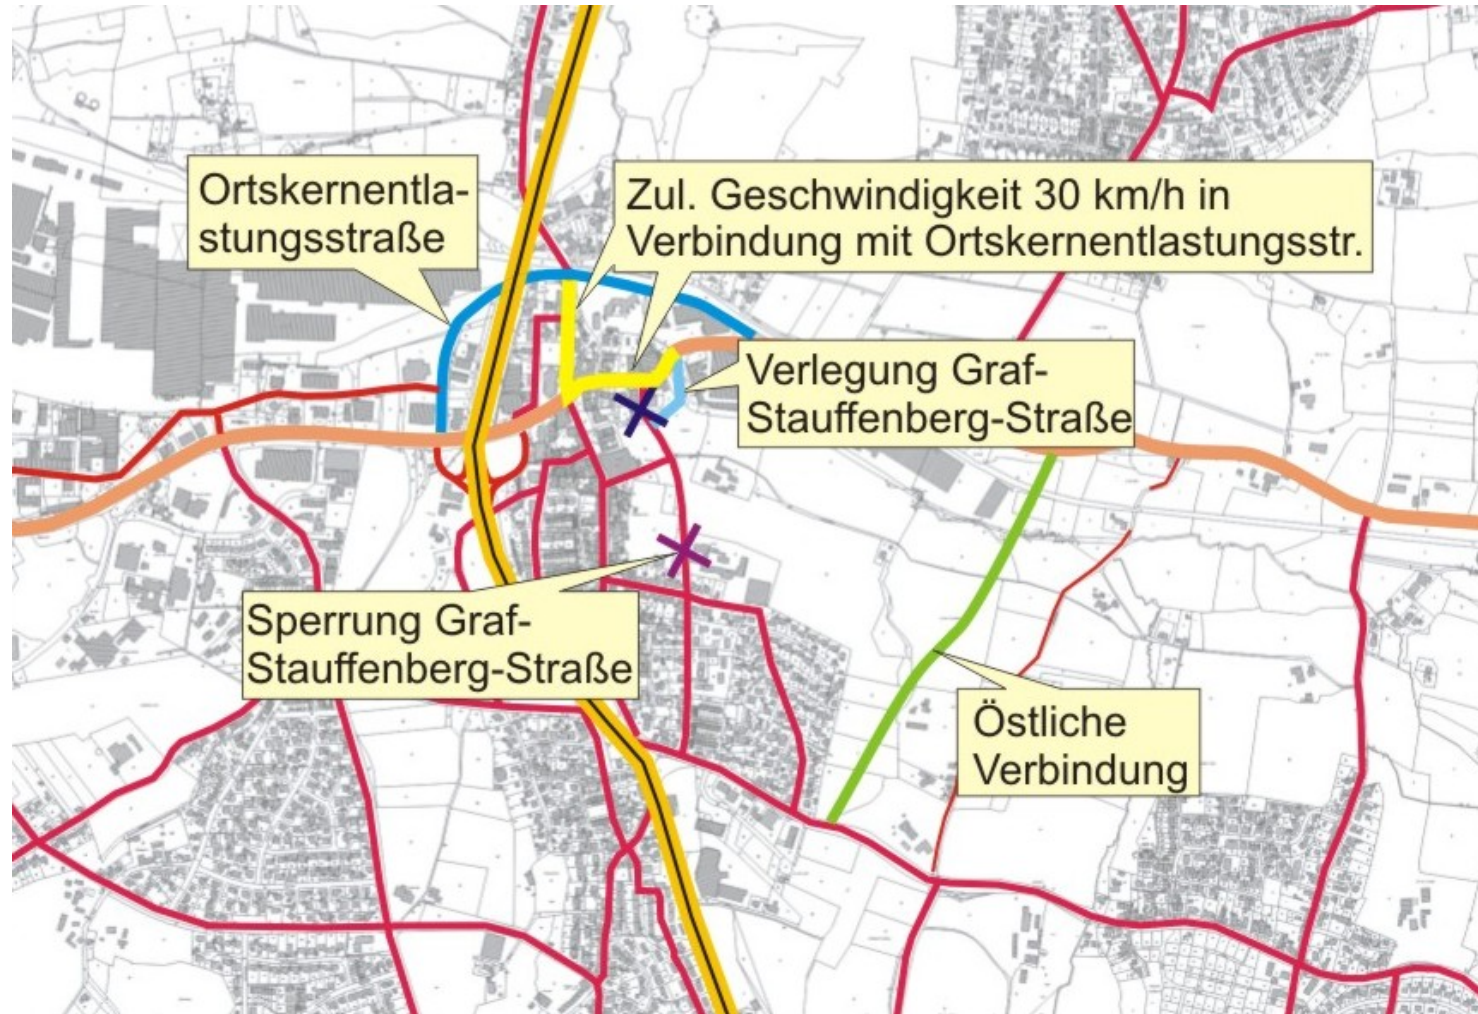 Ortskernentla-
stungsstraße
Zul. Geschwindigkeit 30 km/h in
Verbindung mit Ortskernentlastungsstr.
Verlegung Graf-
Stauffenberg-Straße
Sperrung Graf-
Stauffenberg-Straße
Östliche
Verbindung